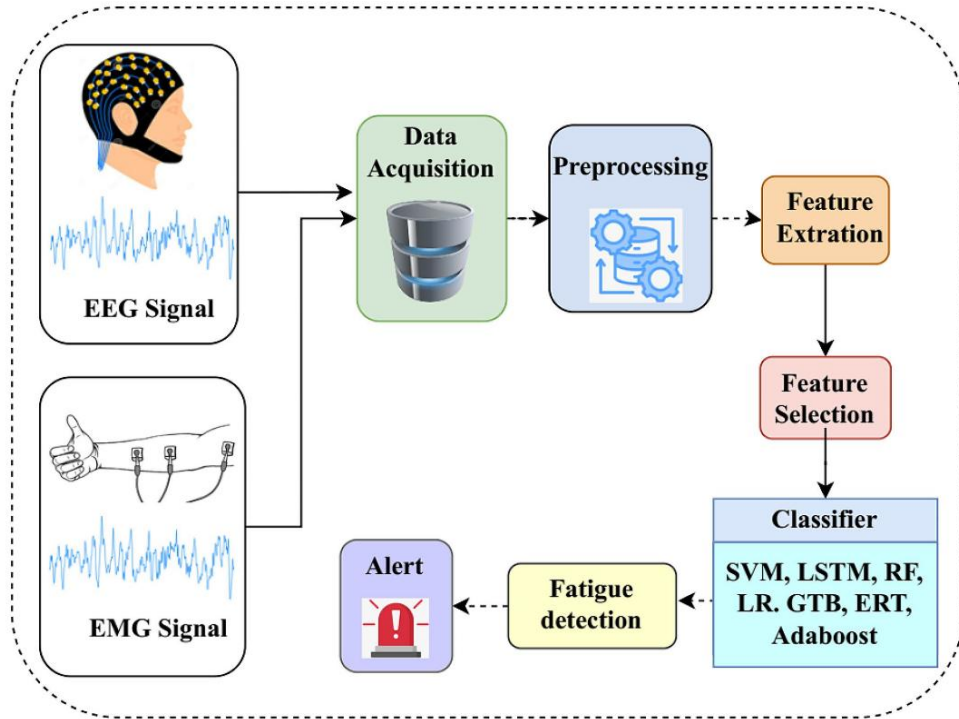 EEG Signal
EMG Signal
Data
Acquisition
Preprocessing
Feature
Extration
Feature
Selection
Classifier
SVM, LSTM, RF,
LR. GTB, ERT,
Adaboost
Fatigue
detection
Alert
!